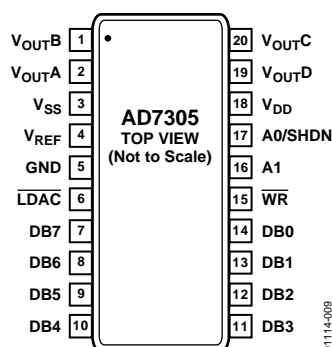 VOUTB 1
VOUTA 2
VSS 3
VREF 4
GND 5
LDAC 6
DB7 7
DB6 8
DB5 9
DB4 10
AD7305
TOP VIEW
(Not to Scale)
20 VOUTC
19 VOUTD
18 VDD
17 A0/SHDN
16 A1
15 WR
14 DB0
13 DB1
12 DB2
11 DB3
01114-009